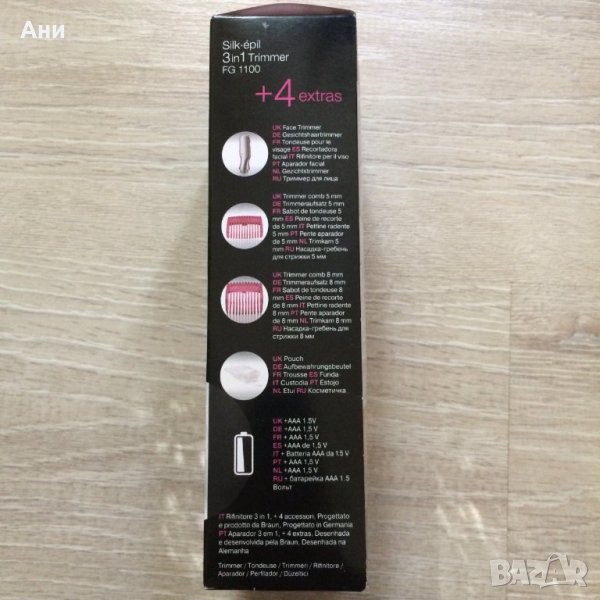 Ани
Silk·épil
3in1 Trimmer
FG 1100
+4 extras
UK Face Trimmer
DE Gesichtshaartrimmer
FR Tondeuse pour le
visage ES Recortadora
facial IT Rifinitore per il viso
PT Aparador facial
NL Gezichtstrimmer
RU Триммер для лица
UK Trimmer comb 5 mm
DE Trimmeraufsatz 5 mm
FR Sabot de tondeuse 5
mm ES Peine de recorte
de 5 mm IT Pettine radente
5 mm PT Pente aparador
de 5 mm NL Trimkam 5
mm RU Насадка-гребень
для стрижки 5 мм
UK Trimmer comb 8 mm
DE Trimmeraufsatz 8 mm
FR Sabot de tondeuse 8
mm ES Peine de recorte
de 8 mm IT Pettine radente
8 mm PT Pente aparador
de 8 mm NL Trimkam 8 mm
RU Насадка-гребень для
стрижки 8 мм
UK Pouch
DE Aufbewahrungsbeutel
FR Trousse ES Funda
IT Custodia PT Estojo
NL Etui RU Косметичка
UK +AAA 1.5V
DE +AAA 1,5 V
FR + AAA 1,5 V
ES +AAA de 1,5 V
IT + Batteria AAA da 1.5 V
PT + AAA 1,5 V
NL +AAA 1,5 V
RU + батарейка AAA 1.5
Вольт
IT Rifinitore 3 in 1, + 4 accessori. Progettato
e prodotto da Braun, Progettato in Germania
PT Aparador 3 em 1, + 4 extras. Desenhada
e desenvolvida pela Braun. Desenhada na
Alemanha
Trimmer / Tondeuse / Trimmeri / Rifinitore /
Aparador / Perfilador / Düzeltici
BAZAR